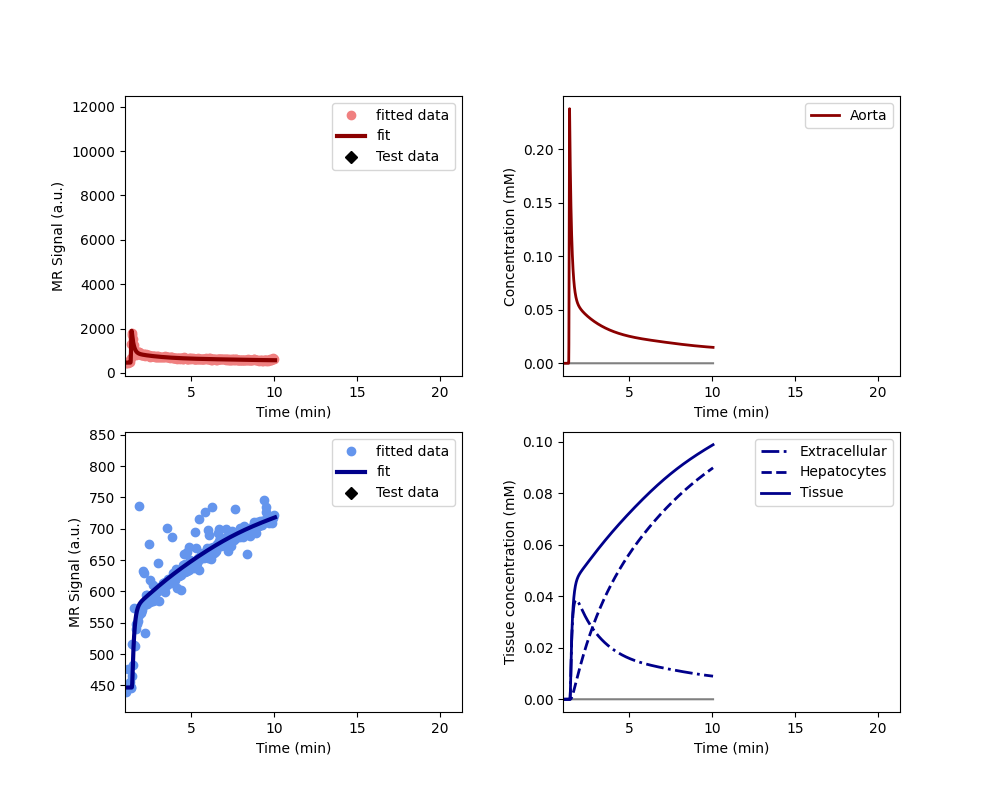 12000
10000
8000
6000
4000
2000
0
MR Signal (a.u.)
5
10
15
20
Time (min)
fitted data
fit
Test data
0.20
0.15
0.10
0.05
0.00
Concentration (mM)
5
10
15
20
Time (min)
Aorta
850
800
750
700
650
600
550
500
450
MR Signal (a.u.)
5
10
15
20
Time (min)
fitted data
fit
Test data
0.10
0.08
0.06
0.04
0.02
0.00
Tissue concentration (mM)
5
10
15
20
Time (min)
Extracellular
Hepatocytes
Tissue